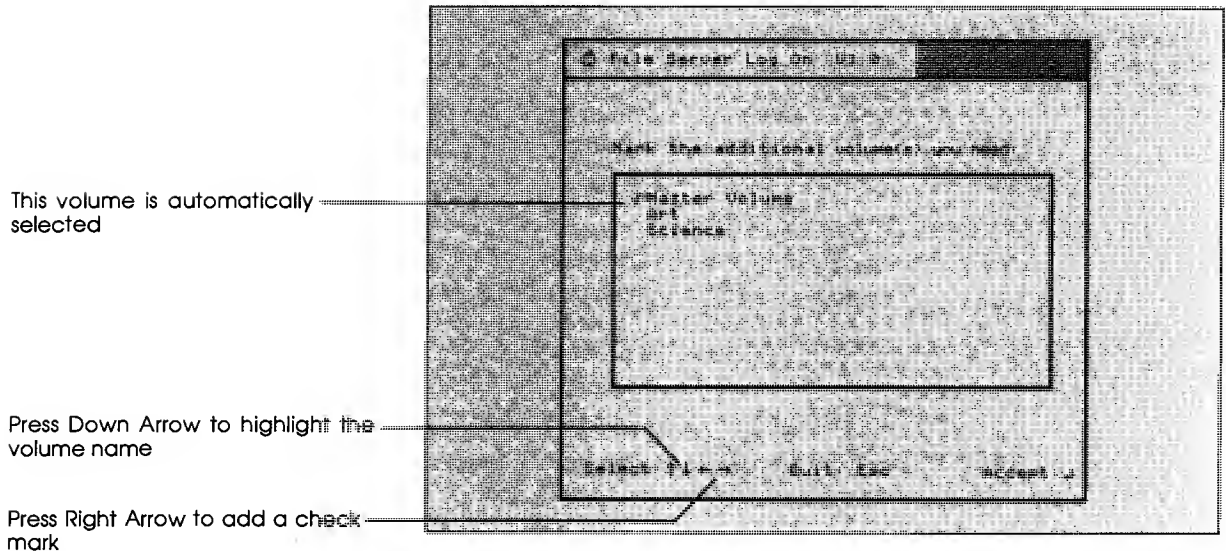 File Server Log On V1.0
Mark the additional volume(s) you need:
This volume is automatically
selected
✓Master Volume
Art
Science
Press Down Arrow to highlight the
volume name
Select: ↑ ↓ ← → Quit: Esc Accept: ↵
Press Right Arrow to add a check
mark